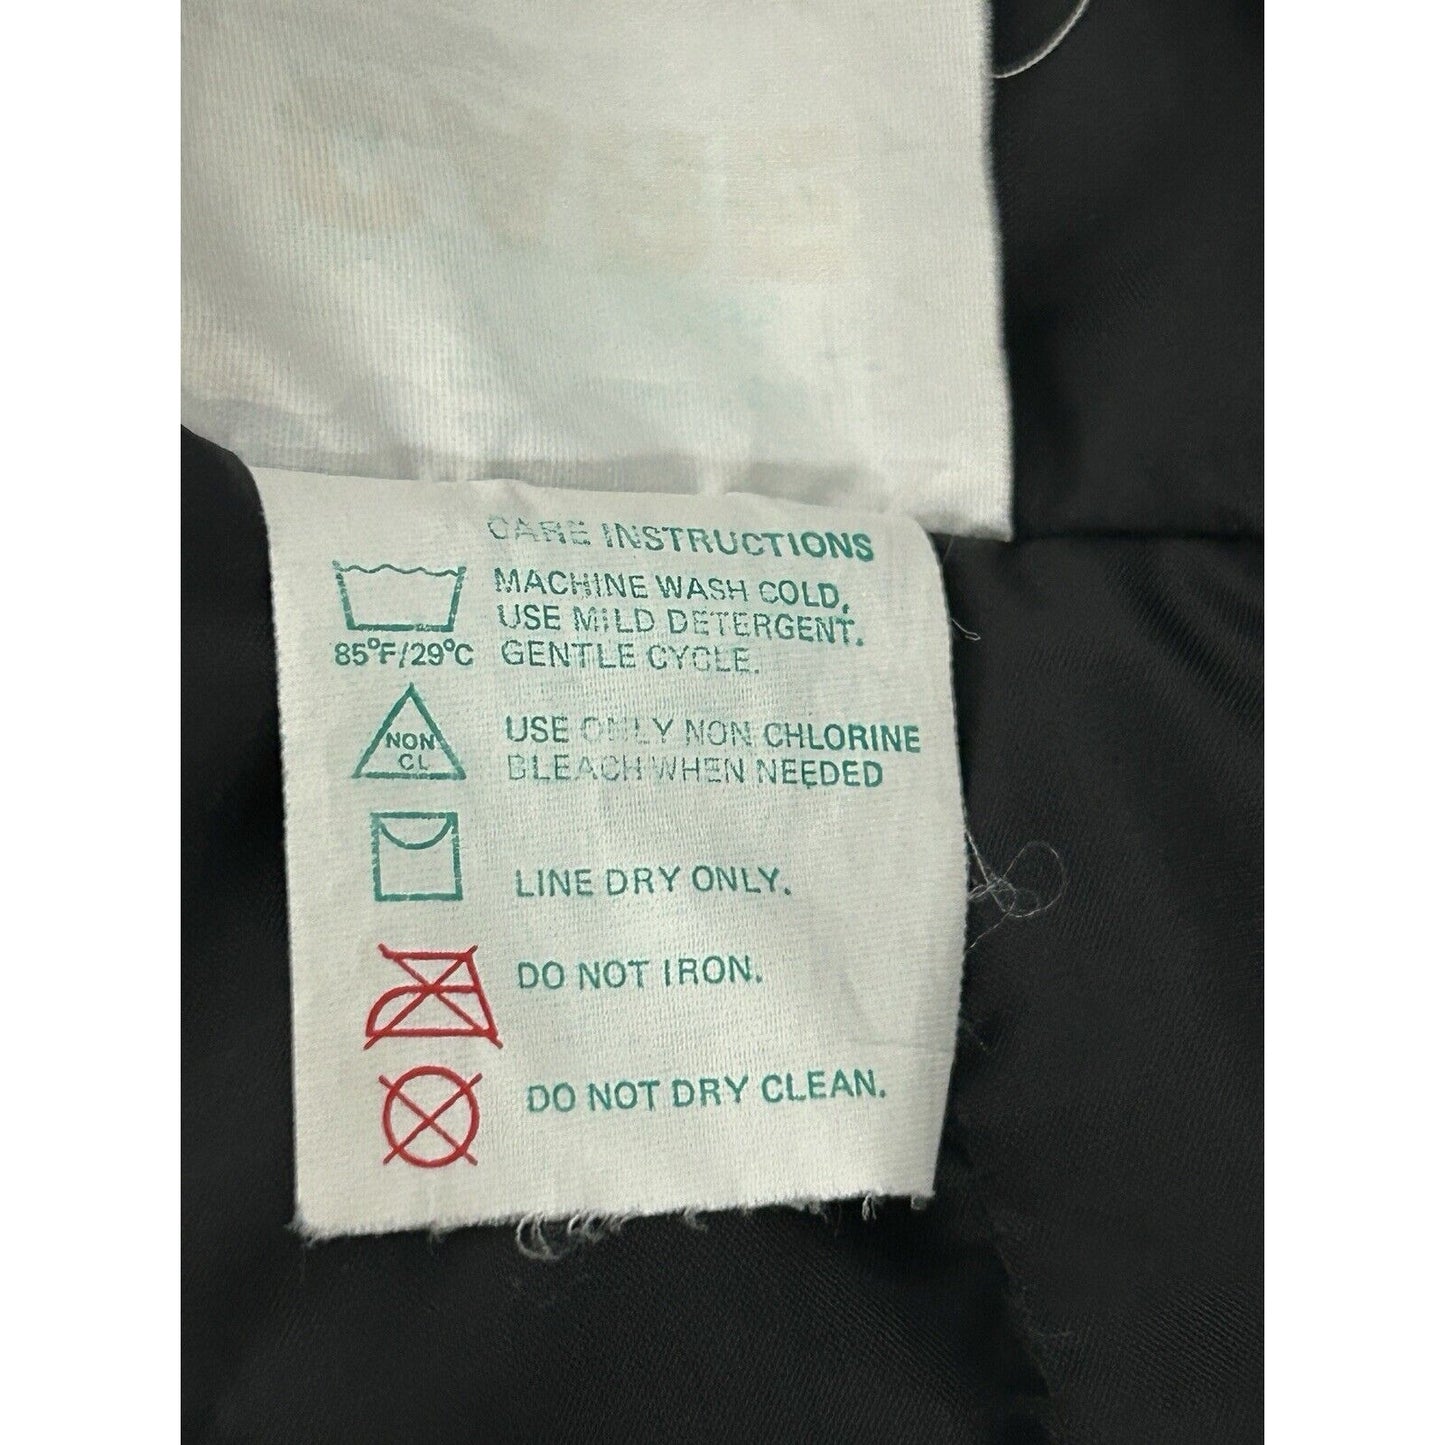 CARE INSTRUCTIONS
MACHINE WASH COLD,
USE MILD DETERGENT.
85°F/29°C GENTLE CYCLE.
NON
CL
USE ONLY NON CHLORINE
BLEACH WHEN NEEDED
LINE DRY ONLY.
DO NOT IRON.
DO NOT DRY CLEAN.